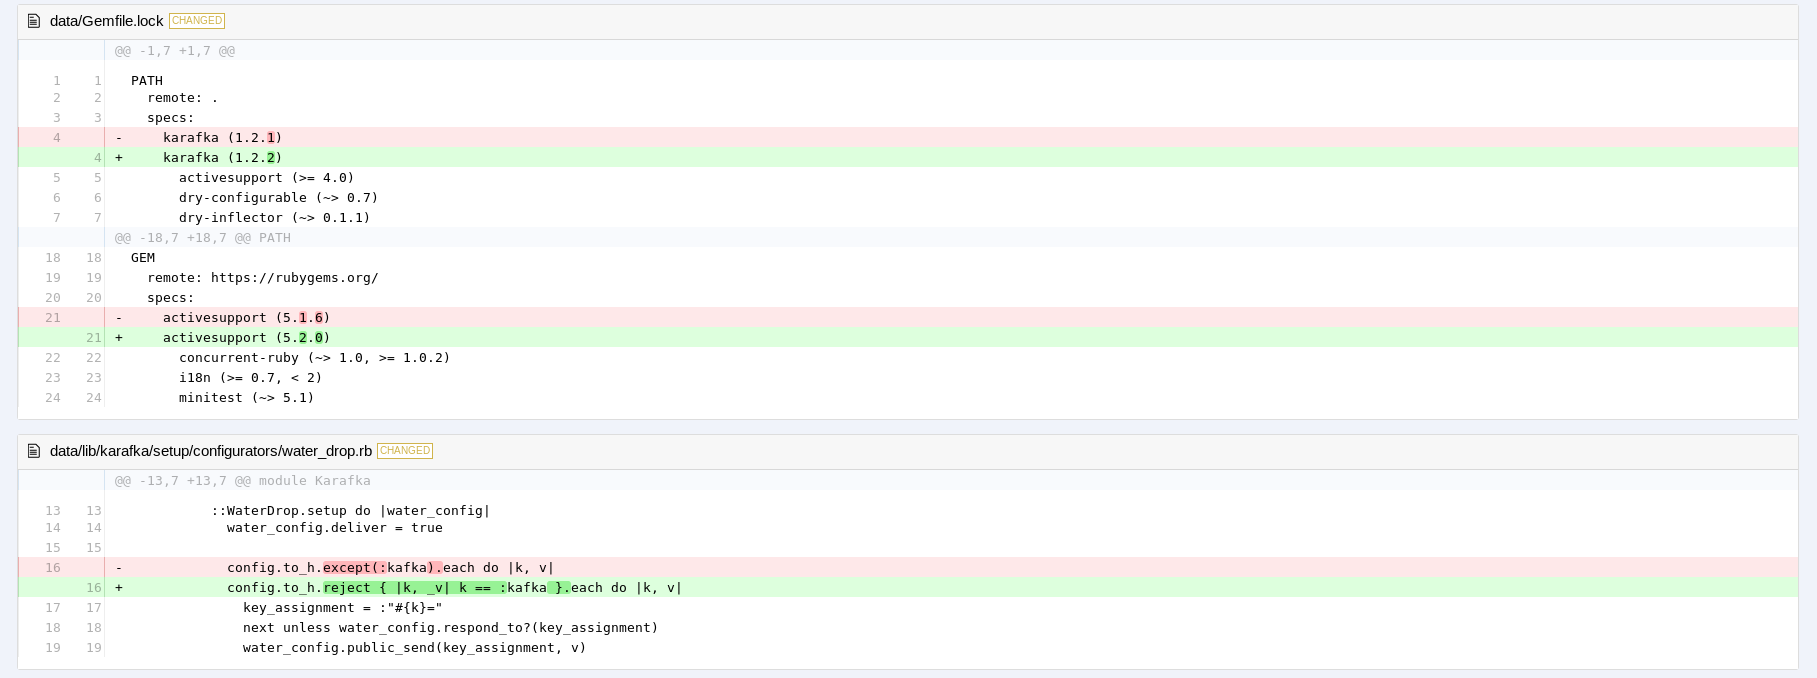 data/Gemfile.lock CHANGED
@@ -1,7 +1,7 @@
1 1 PATH
2 2 remote: .
3 3 specs:
4 - karafka (1.2.1)
4 + karafka (1.2.2)
5 5 activesupport (>= 4.0)
6 6 dry-configurable (~> 0.7)
7 7 dry-inflector (~> 0.1.1)
@@ -18,7 +18,7 @@ PATH
18 18 GEM
19 19 remote: https://rubygems.org/
20 20 specs:
21 - activesupport (5.1.6)
21 + activesupport (5.2.0)
22 22 concurrent-ruby (~> 1.0, >= 1.0.2)
23 23 i18n (>= 0.7, < 2)
24 24 minitest (~> 5.1)
data/lib/karafka/setup/configurators/water_drop.rb CHANGED
@@ -13,7 +13,7 @@ module Karafka
13 13 ::WaterDrop.setup do |water_config|
14 14 water_config.deliver = true
15 15
16 - config.to_h.except(:kafka).each do |k, v|
16 + config.to_h.reject { |k, _v| k == :kafka }.each do |k, v|
17 17 key_assignment = :"#{k}="
18 18 next unless water_config.respond_to?(key_assignment)
19 19 water_config.public_send(key_assignment, v)